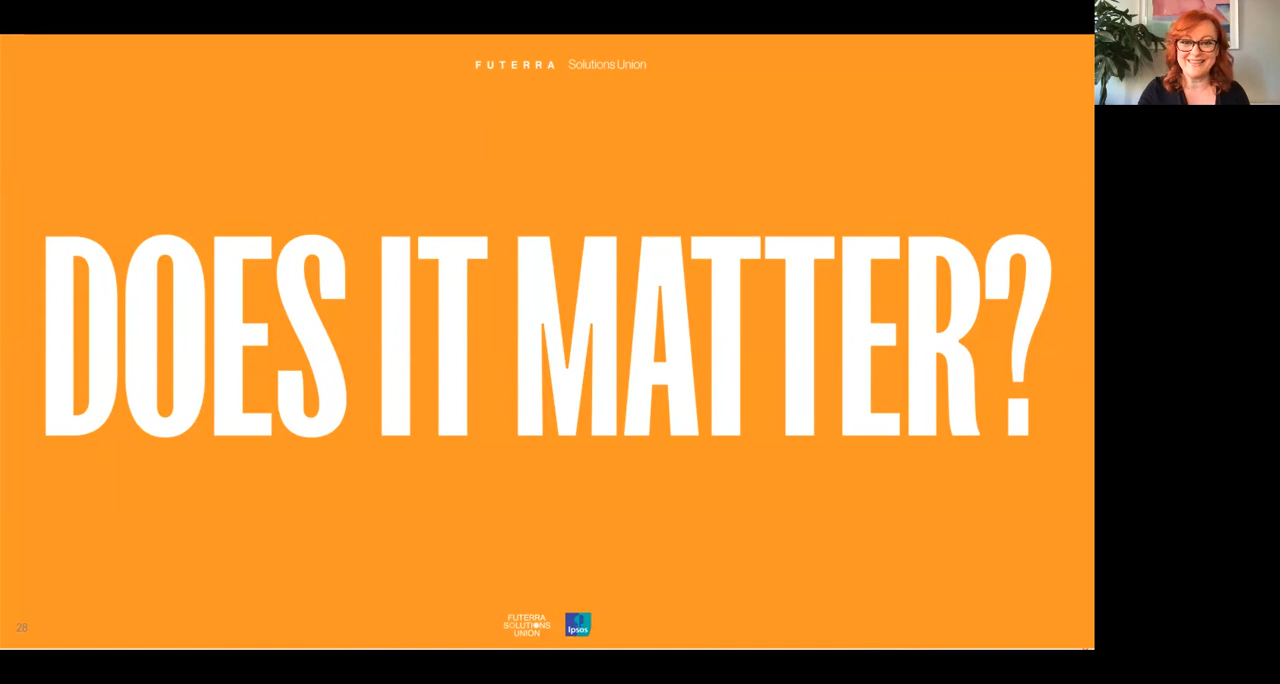 FUTERRA Solutions Union
DOES IT MATTER?
28
FUTERRA
SOLUTIONS
UNION
Ipsos